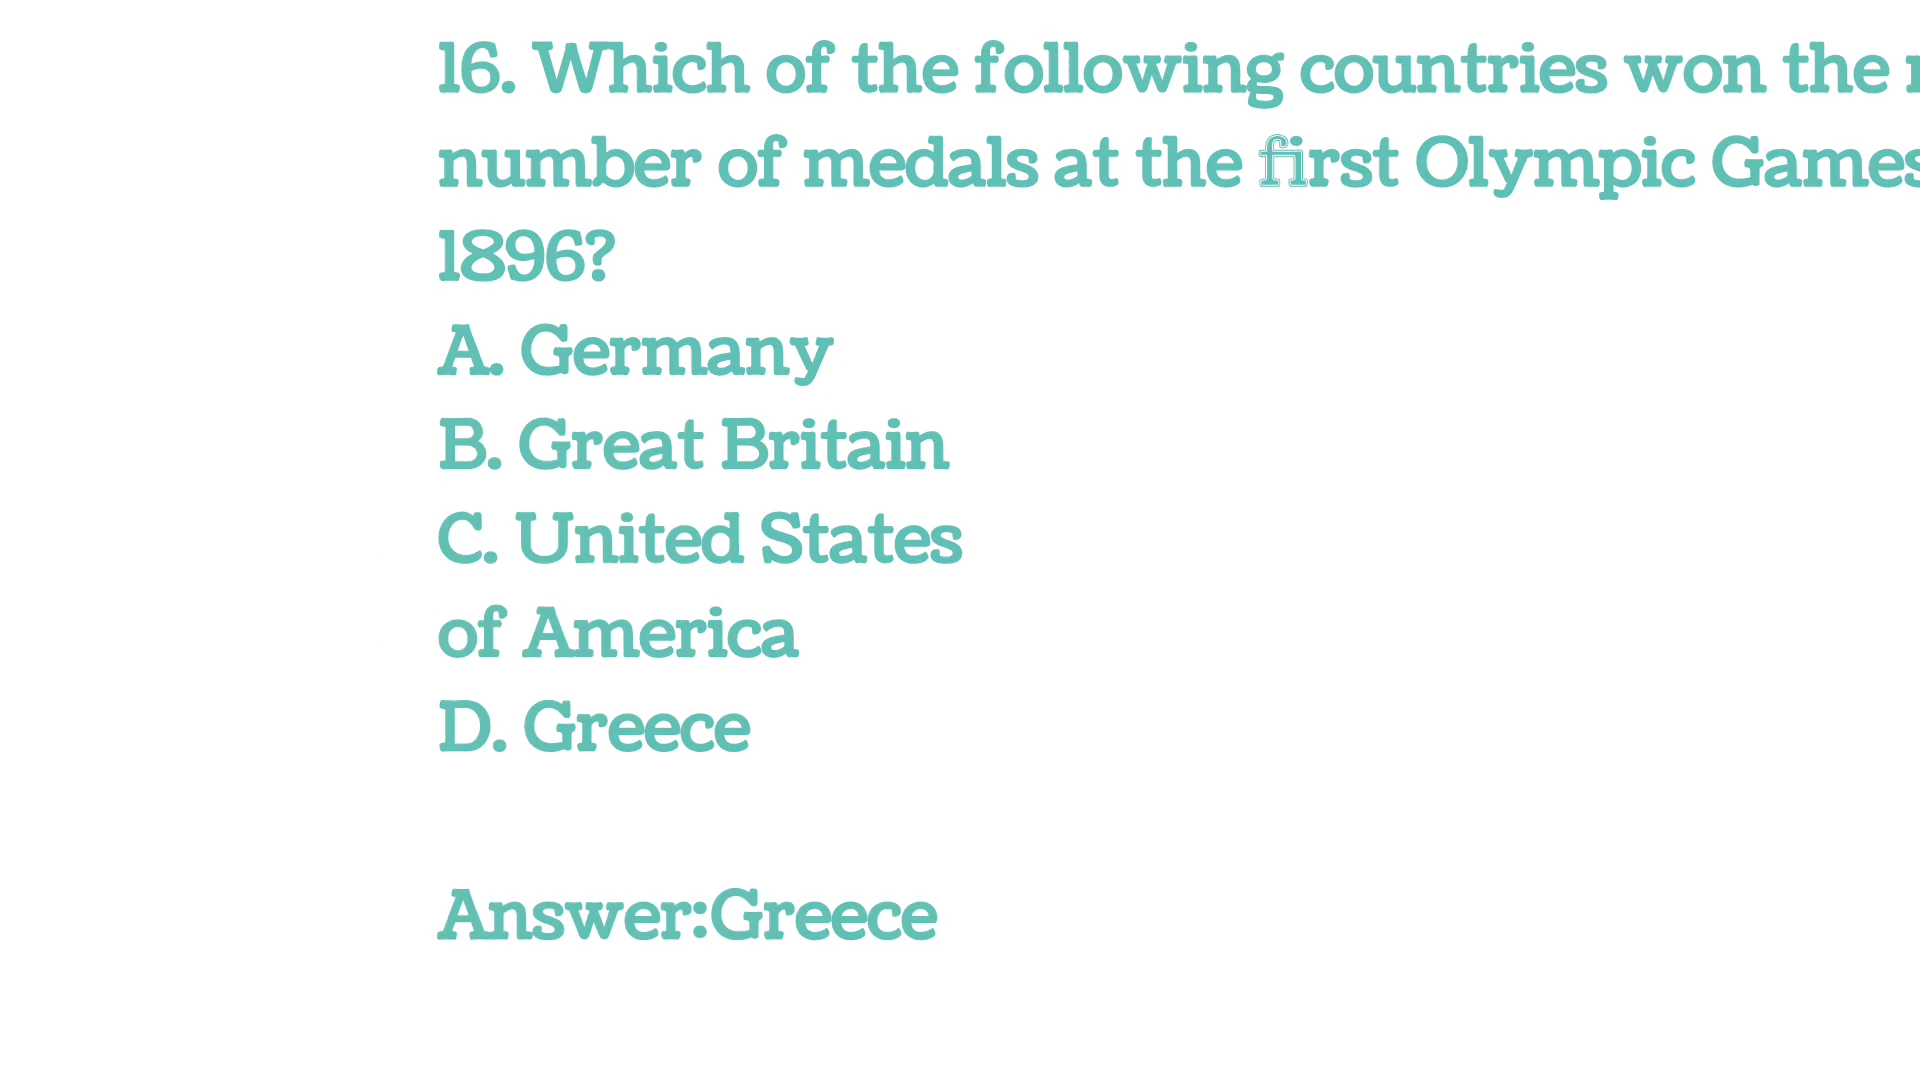 16. Which of the following countries won the
number of medals at the first Olympic Games
1896?
A. Germany
B. Great Britain
C. United States
of America
D. Greece
Answer:Greece